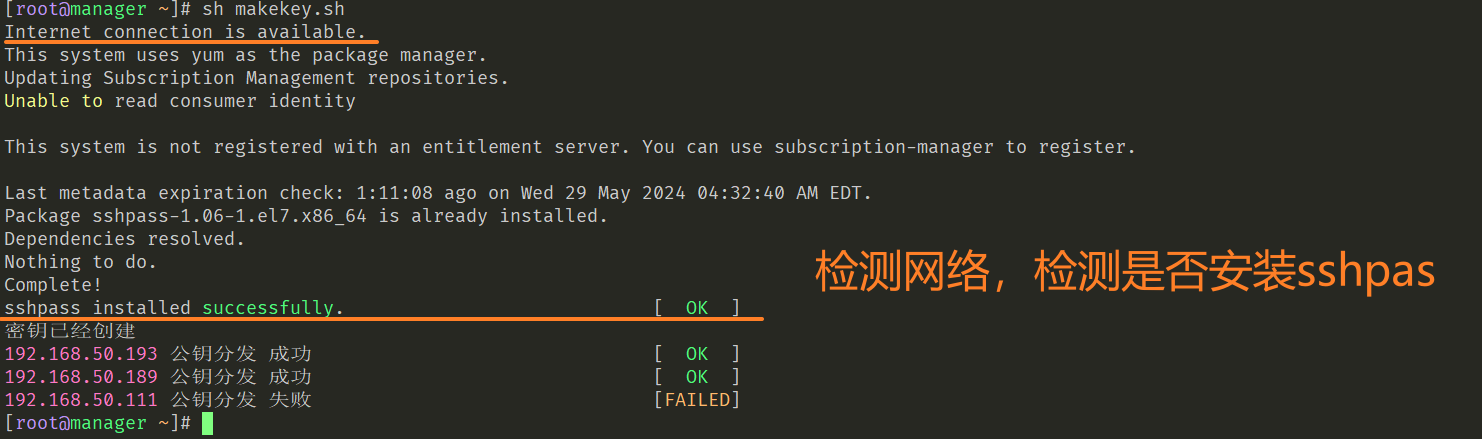 [root@manager ~]# sh makekey.sh
Internet connection is available.
This system uses yum as the package manager.
Updating Subscription Management repositories.
Unable to read consumer identity
This system is not registered with an entitlement server. You can use subscription-manager to register.
Last metadata expiration check: 1:11:08 ago on Wed 29 May 2024 04:32:40 AM EDT.
Package sshpass-1.06-1.el7.x86_64 is already installed.
Dependencies resolved.
Nothing to do.
Complete!
检测网络，检测是否安装sshpas
sshpass installed successfully. [ OK ]
密钥已经创建
192.168.50.193 公钥分发 成功 [ OK ]
192.168.50.189 公钥分发 成功 [ OK ]
192.168.50.111 公钥分发 失败 [FAILED]
[root@manager ~]#